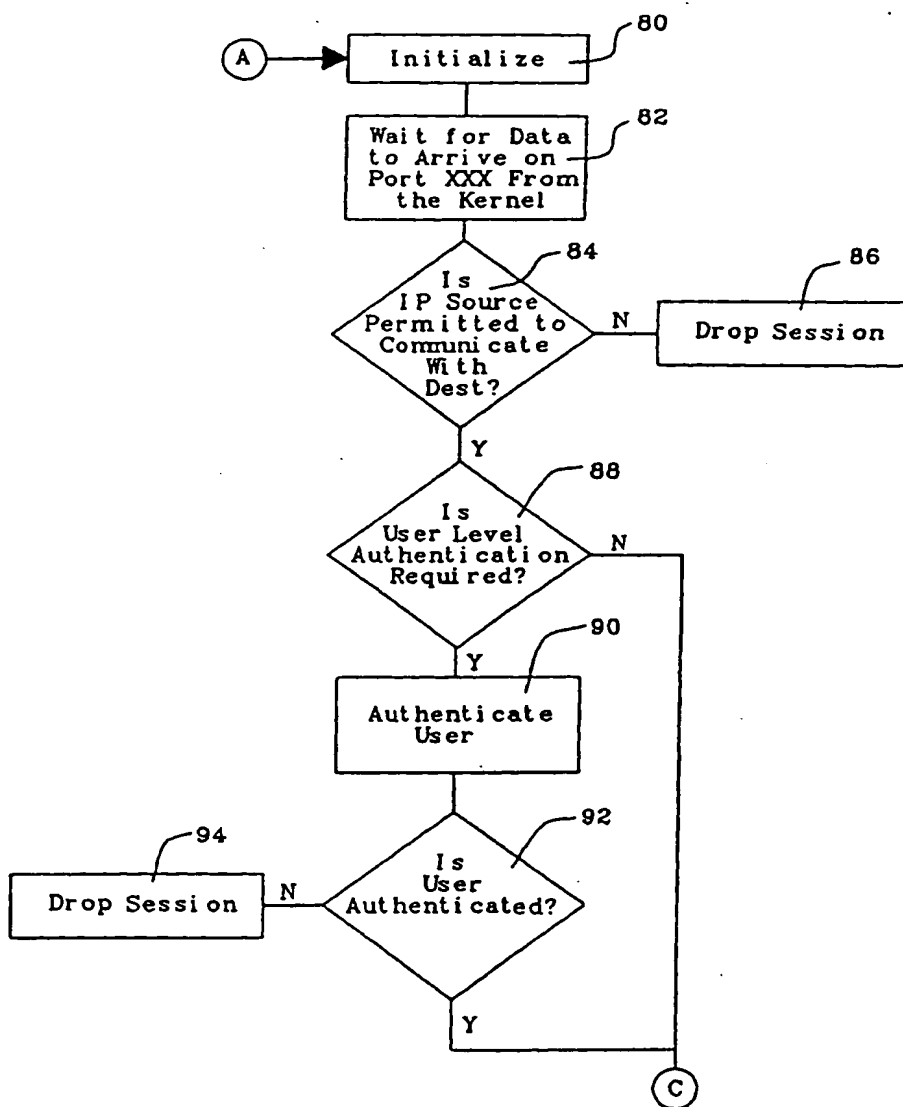 A
Initialize
80
Wait for Data
to Arrive on
Port XXX From
the Kernel
82
Is
IP Source
Permitted to
Communicate
With
Dest?
84
N
Drop Session
86
Y
Is
User Level
Authentication
Required?
88
N
Y
Authenticate
User
90
Is
User
Authenticated?
92
N
Drop Session
94
Y
C